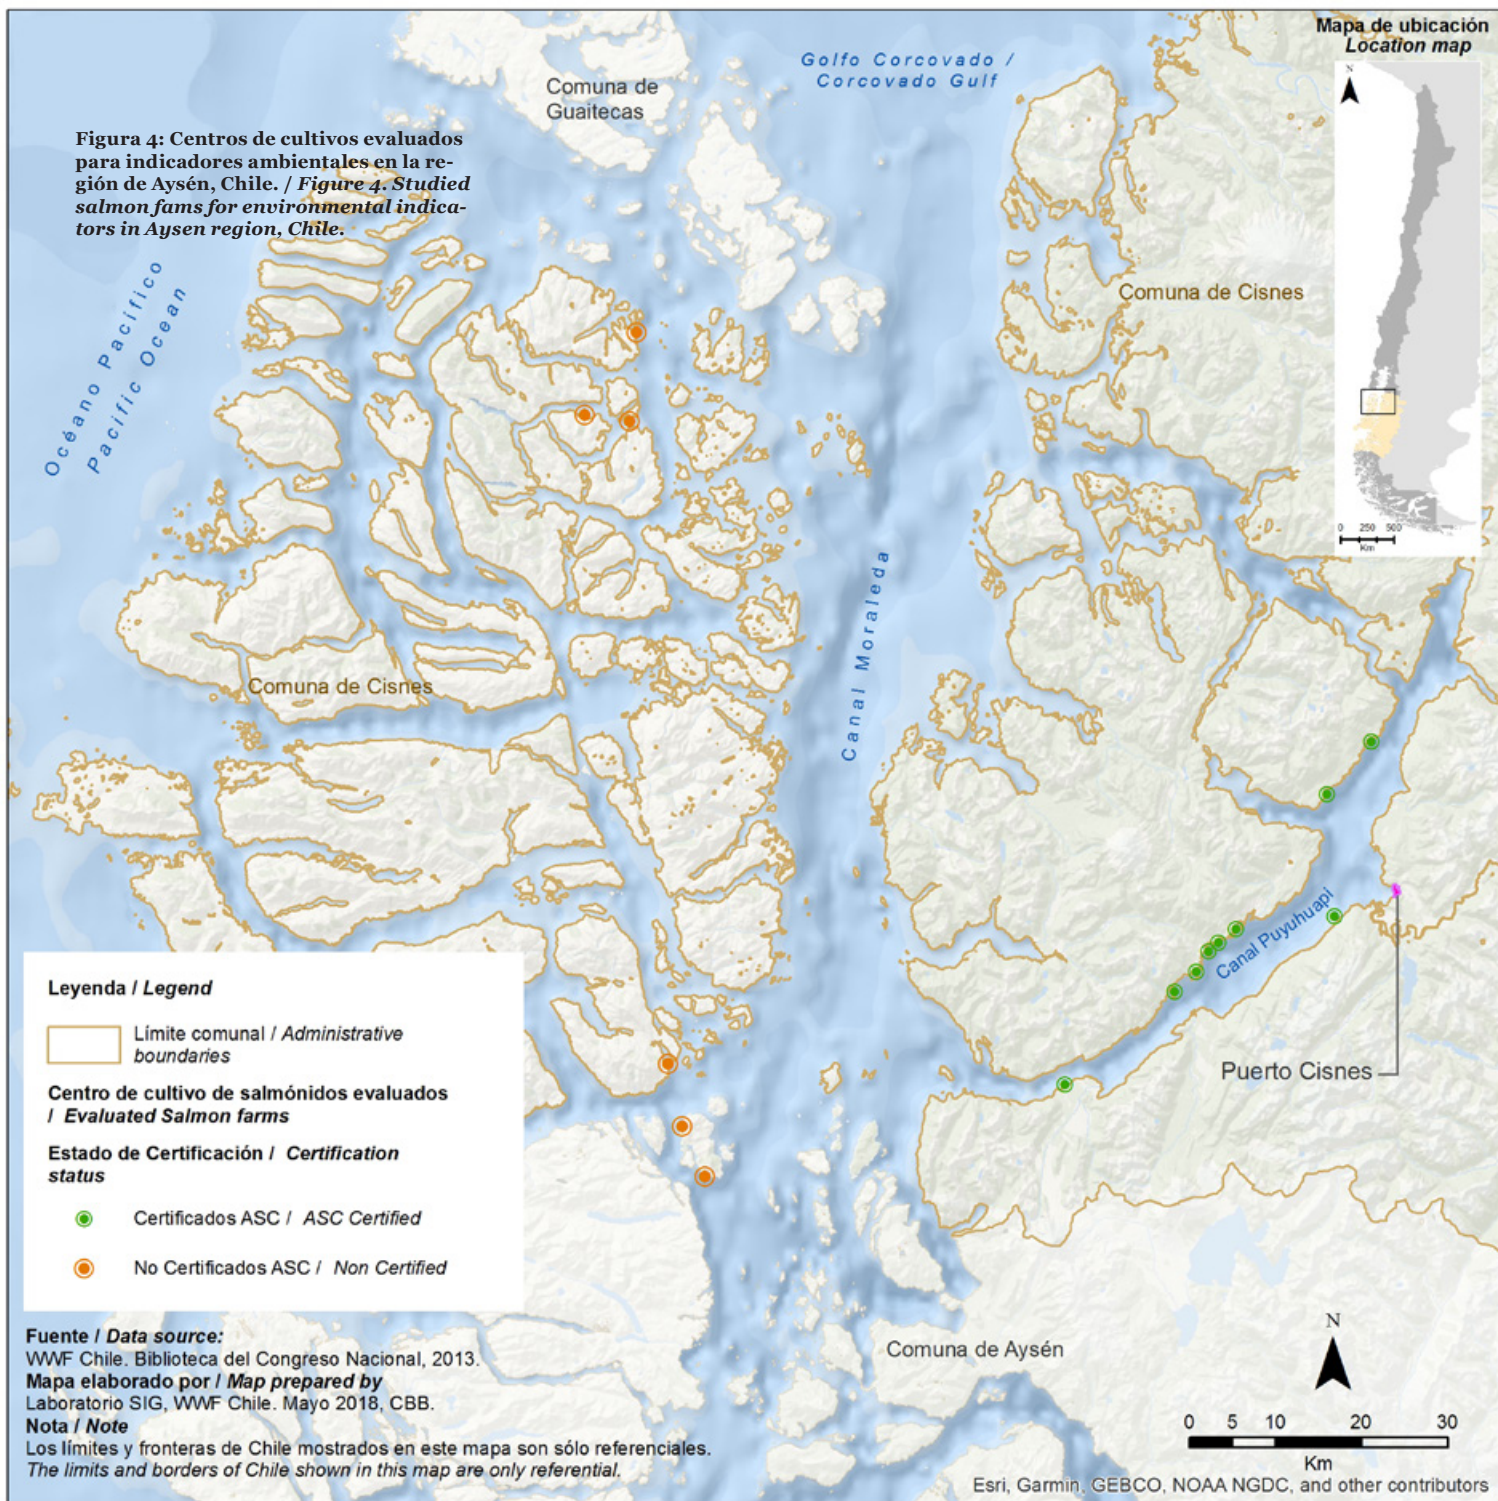 Mapa de ubicación
Location map
N
0 250 500
Km
Golfo Corcovado /
Corcovado Gulf
Comuna de
Guaitecas
Figura 4: Centros de cultivos evaluados
para indicadores ambientales en la re-
gión de Aysén, Chile. / Figure 4. Studied
salmon fams for environmental indica-
tors in Aysen region, Chile.
Océano Pacífico
Pacific Ocean
Comuna de Cisnes
Canal Moraleda
Comuna de Cisnes
Canal Puyuhuapi
Puerto Cisnes
Leyenda / Legend
Límite comunal / Administrative
boundaries
Centro de cultivo de salmónidos evaluados
/ Evaluated Salmon farms
Estado de Certificación / Certification
status
Certificados ASC / ASC Certified
No Certificados ASC / Non Certified
Fuente / Data source:
WWF Chile. Biblioteca del Congreso Nacional, 2013.
Mapa elaborado por / Map prepared by
Laboratorio SIG, WWF Chile. Mayo 2018, CBB.
Nota / Note
Los límites y fronteras de Chile mostrados en este mapa son sólo referenciales.
The limits and borders of Chile shown in this map are only referential.
Comuna de Aysén
N
0 5 10 20 30
Km
Esri, Garmin, GEBCO, NOAA NGDC, and other contributors